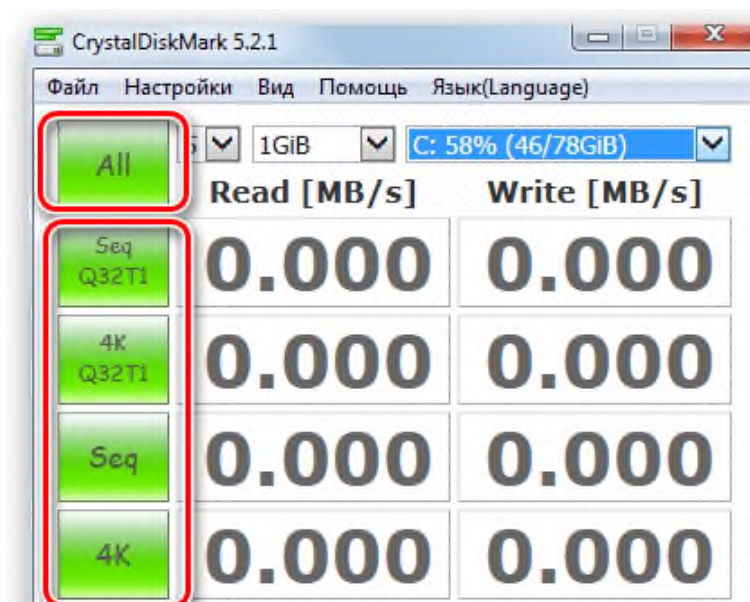 CrystalDiskMark 5.2.1
Файл Настройки Вид Помощь Язык(Language)
All 1GiB C: 58% (46/78GiB)
Read [MB/s] Write [MB/s]
Seq
Q32T1 0.000 0.000
4K
Q32T1 0.000 0.000
Seq 0.000 0.000
4K 0.000 0.000